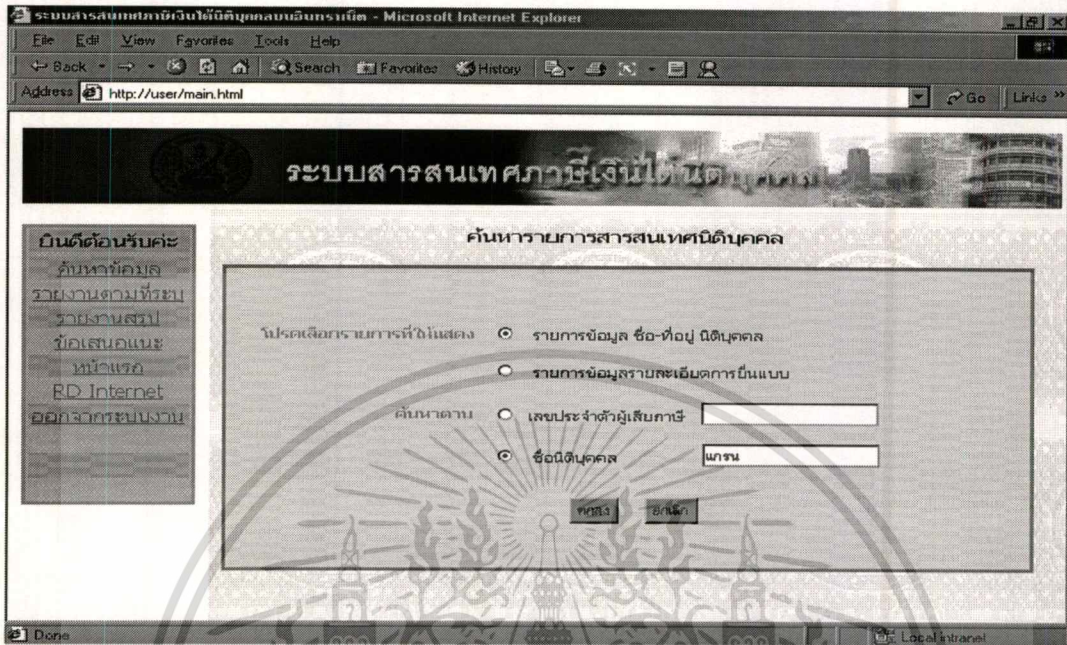 ระบบสารสนเทศภาษีเงินได้นิติบุคคลบนอินทราเน็ต - Microsoft Internet Explorer
File Edit View Favorites Tools Help
Back Search Favorites History
Address http://user/main.html Go Links »
ระบบสารสนเทศภาษีเงินได้นิติบุคคล
ยินดีต้อนรับค่ะ
ค้นหาข้อมูล
รายงานตามที่ระบุ
รายงานสรุป
ข้อเสนอแนะ
หน้าแรก
RD Internet
ออกจากระบบงาน
ค้นหารายการสารสนเทศนิติบุคคล
โปรดเลือกรายการที่ให้แสดง รายการข้อมูล ชื่อ-ที่อยู่ นิติบุคคล
รายการข้อมูลรายละเอียดการยื่นแบบ
ค้นหาตาม เลขประจำตัวผู้เสียภาษี
ชื่อนิติบุคคล แกรน
ตกลง ยกเลิก
Done Local intranet